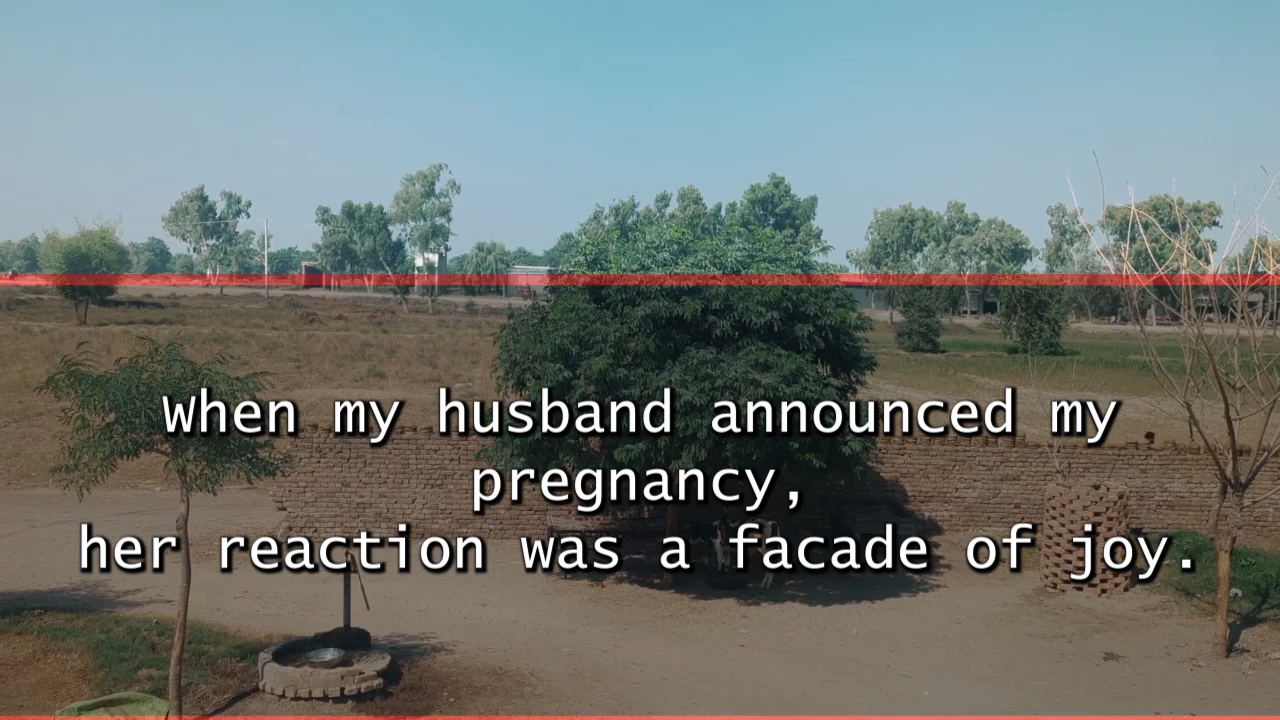 When my husband announced my
pregnancy,
her reaction was a facade of joy.